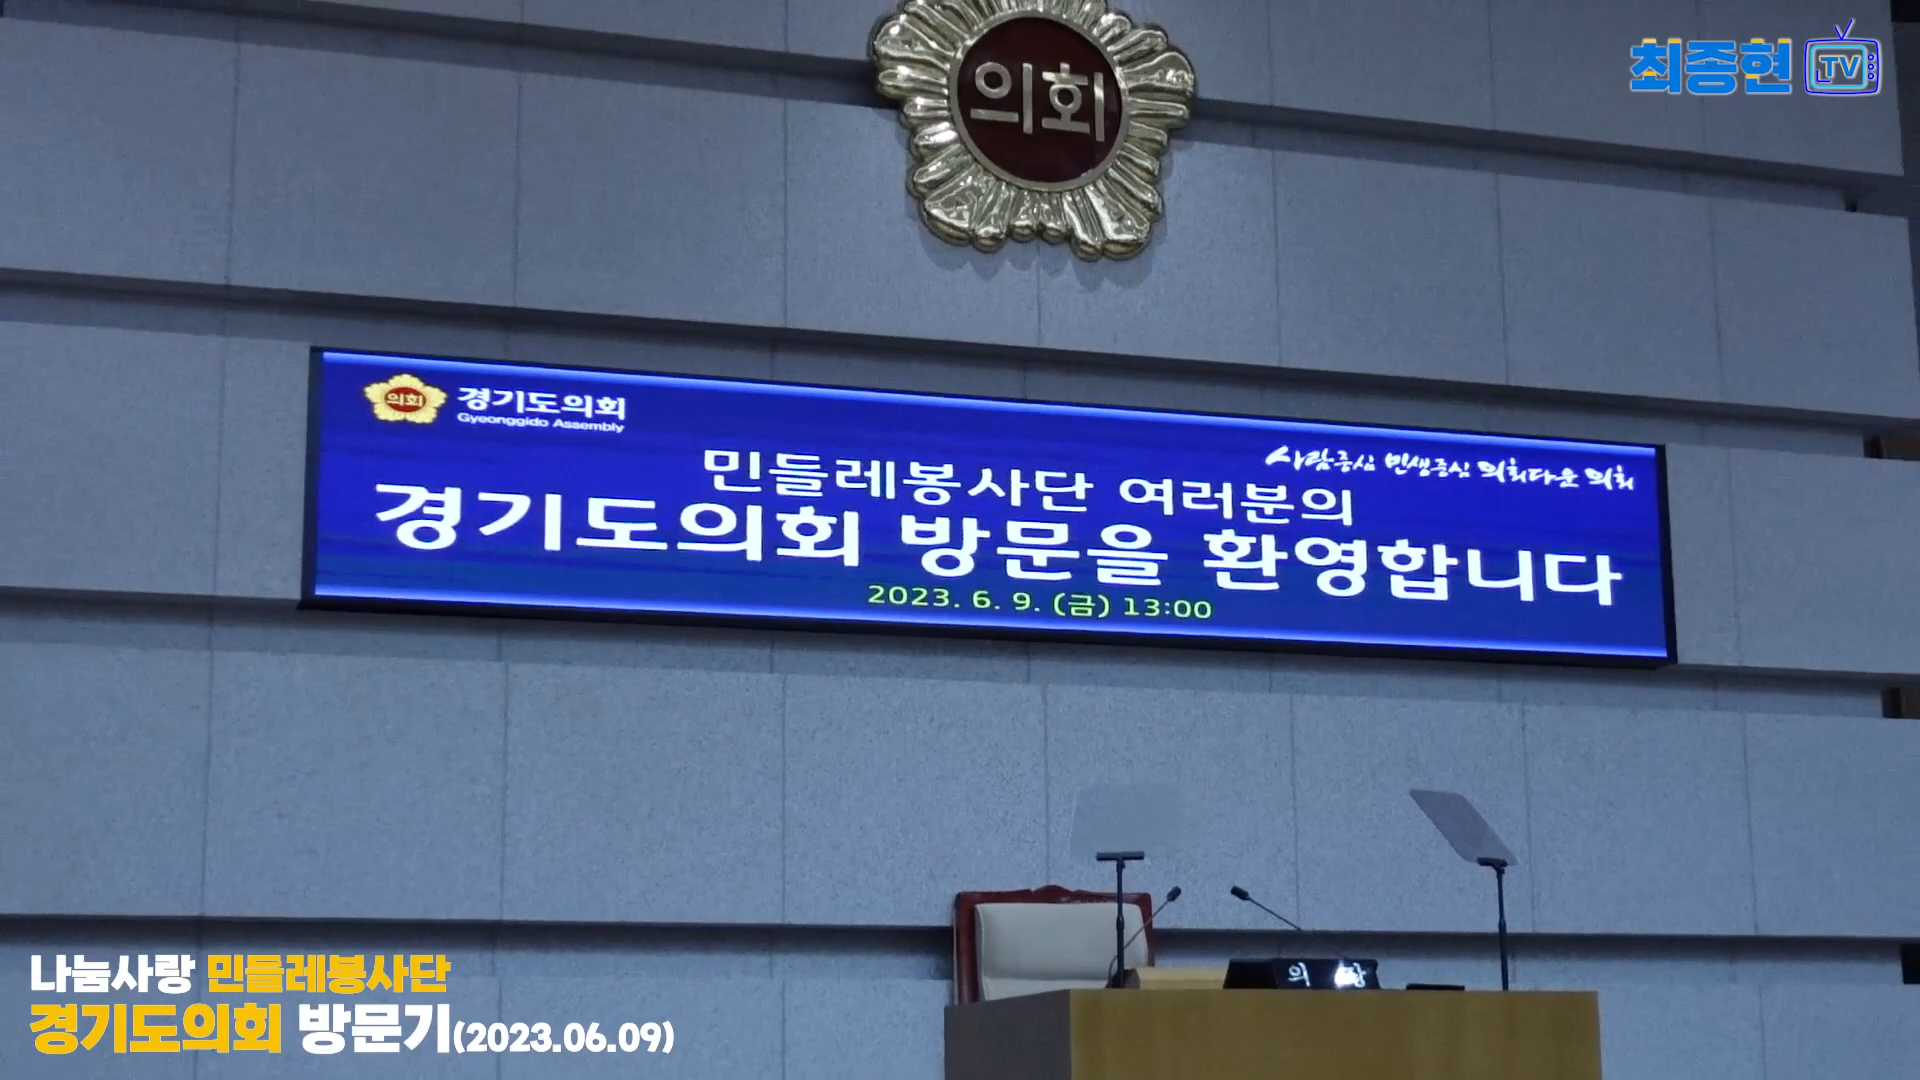 최종현 TV
의회
의회
경기도의회
Gyeonggido Assembly
사람중심 민생중심 의회다운 의회
민들레봉사단 여러분의
경기도의회 방문을 환영합니다
2023. 6. 9. (금) 13:00
의 장
나눔사랑 민들레봉사단
경기도의회 방문기(2023.06.09)